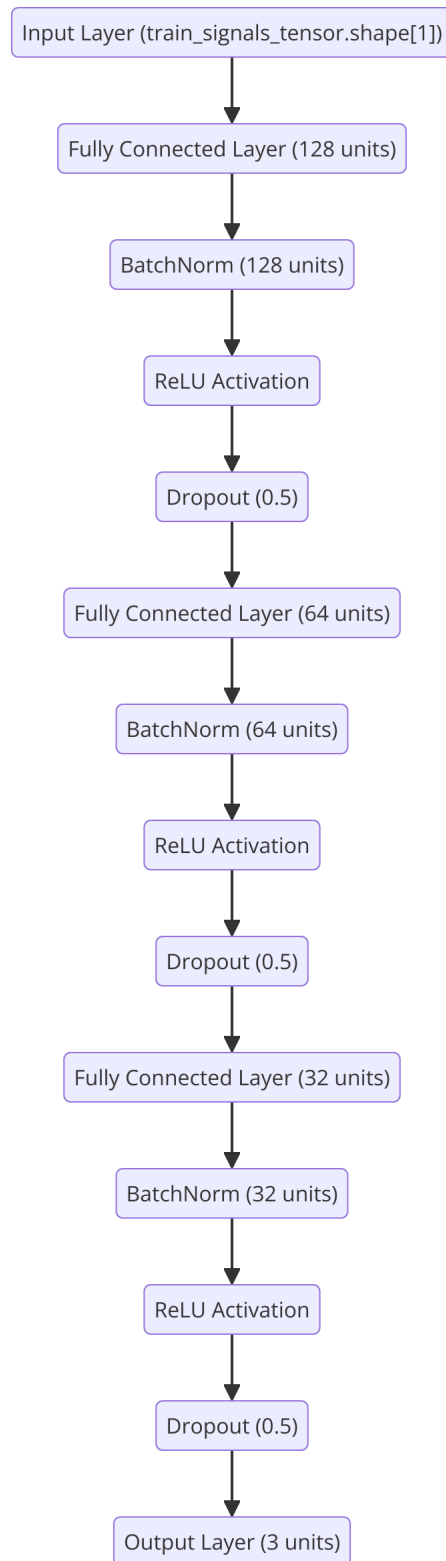 Input Layer (train_signals_tensor.shape[1])
Fully Connected Layer (128 units)
BatchNorm (128 units)
ReLU Activation
Dropout (0.5)
Fully Connected Layer (64 units)
BatchNorm (64 units)
ReLU Activation
Dropout (0.5)
Fully Connected Layer (32 units)
BatchNorm (32 units)
ReLU Activation
Dropout (0.5)
Output Layer (3 units)